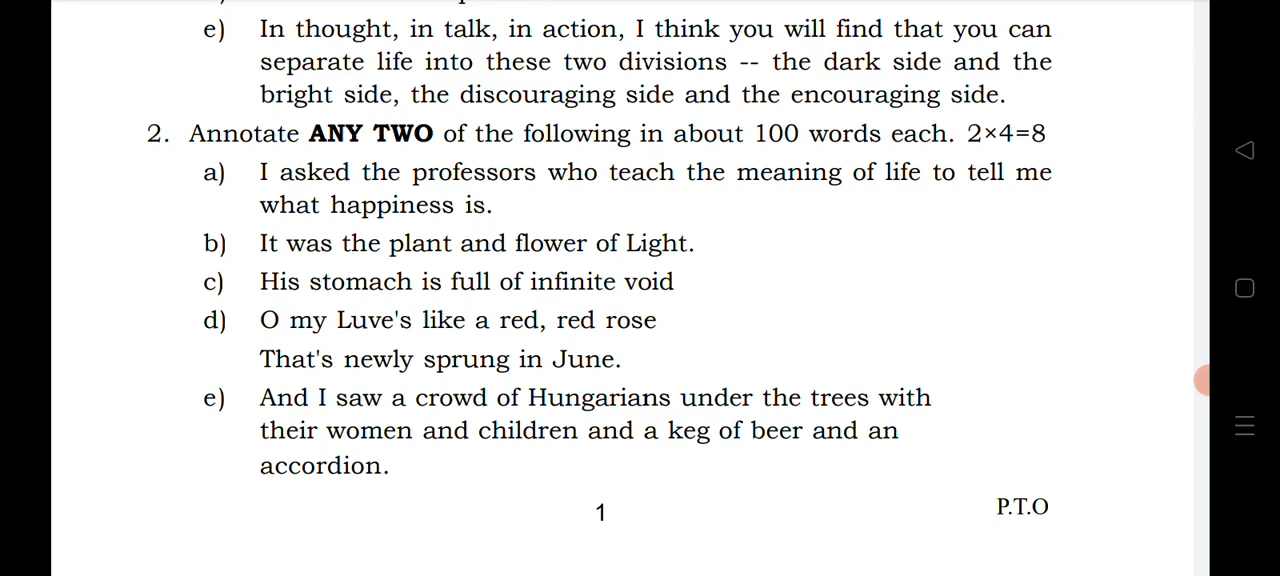 e) In thought, in talk, in action, I think you will find that you can
separate life into these two divisions -- the dark side and the
bright side, the discouraging side and the encouraging side.
2. Annotate ANY TWO of the following in about 100 words each. 2×4=8
a) I asked the professors who teach the meaning of life to tell me
what happiness is.
b) It was the plant and flower of Light.
c) His stomach is full of infinite void
d) O my Luve's like a red, red rose
That's newly sprung in June.
e) And I saw a crowd of Hungarians under the trees with
their women and children and a keg of beer and an
accordion.
1
P.T.O